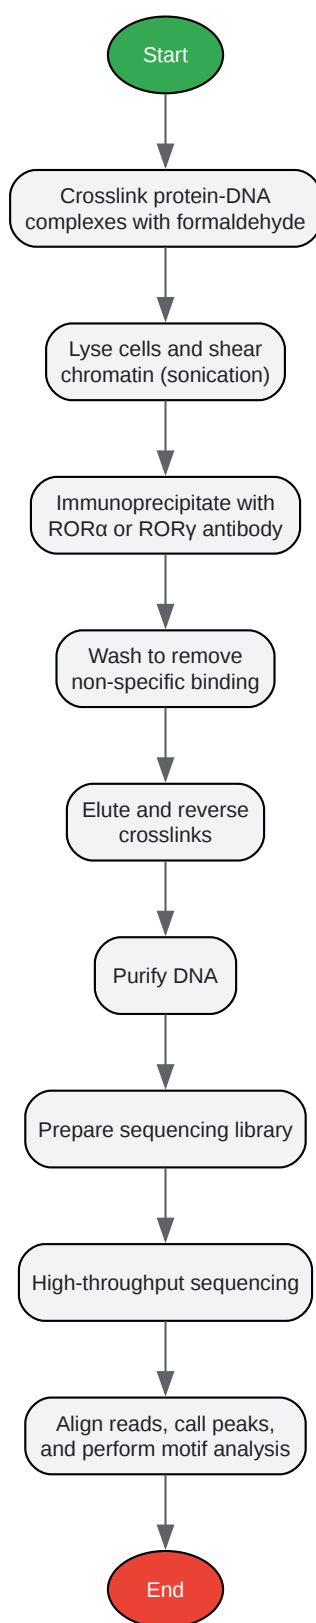 Start
Crosslink protein-DNA
complexes with formaldehyde
Lyse cells and shear
chromatin (sonication)
Immunoprecipitate with
RORα or RORγ antibody
Wash to remove
non-specific binding
Elute and reverse
crosslinks
Purify DNA
Prepare sequencing library
High-throughput sequencing
Align reads, call peaks,
and perform motif analysis
End